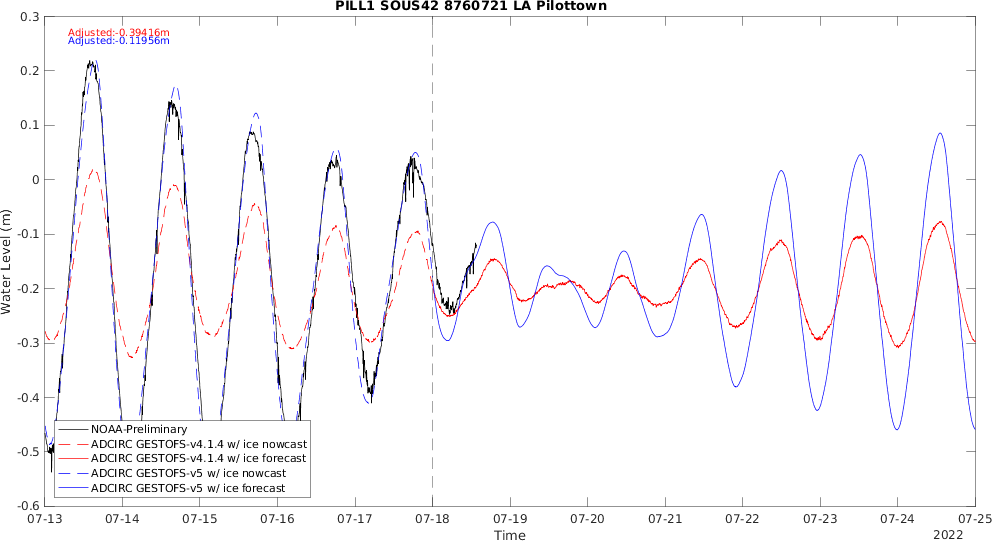 PILL1 SOUS42 8760721 LA Pilottown
Adjusted:-0.39416m
Adjusted:-0.11956m
0.3
0.2
0.1
0
-0.1
-0.2
-0.3
-0.4
-0.5
-0.6
Water Level (m)
NOAA-Preliminary
ADCIRC GESTOFS-v4.1.4 w/ ice nowcast
ADCIRC GESTOFS-v4.1.4 w/ ice forecast
ADCIRC GESTOFS-v5 w/ ice nowcast
ADCIRC GESTOFS-v5 w/ ice forecast
07-13 07-14 07-15 07-16 07-17 07-18 07-19 07-20 07-21 07-22 07-23 07-24 07-25
Time
2022